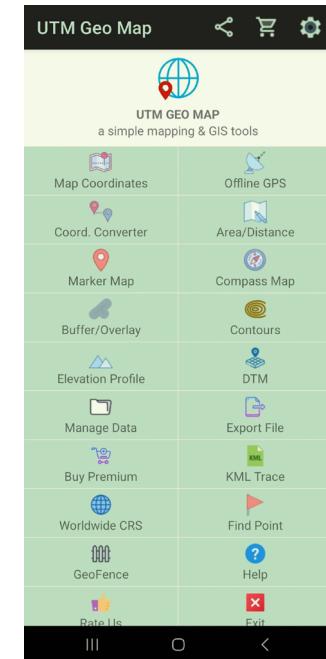 UTM Geo Map
UTM GEO MAP
a simple mapping & GIS tools
Map Coordinates
Offline GPS
Coord. Converter
Area/Distance
Marker Map
Compass Map
Buffer/Overlay
Contours
Elevation Profile
DTM
Manage Data
Export File
Buy Premium
KML
KML Trace
Worldwide CRS
Find Point
GeoFence
Help
Rate Us
Exit